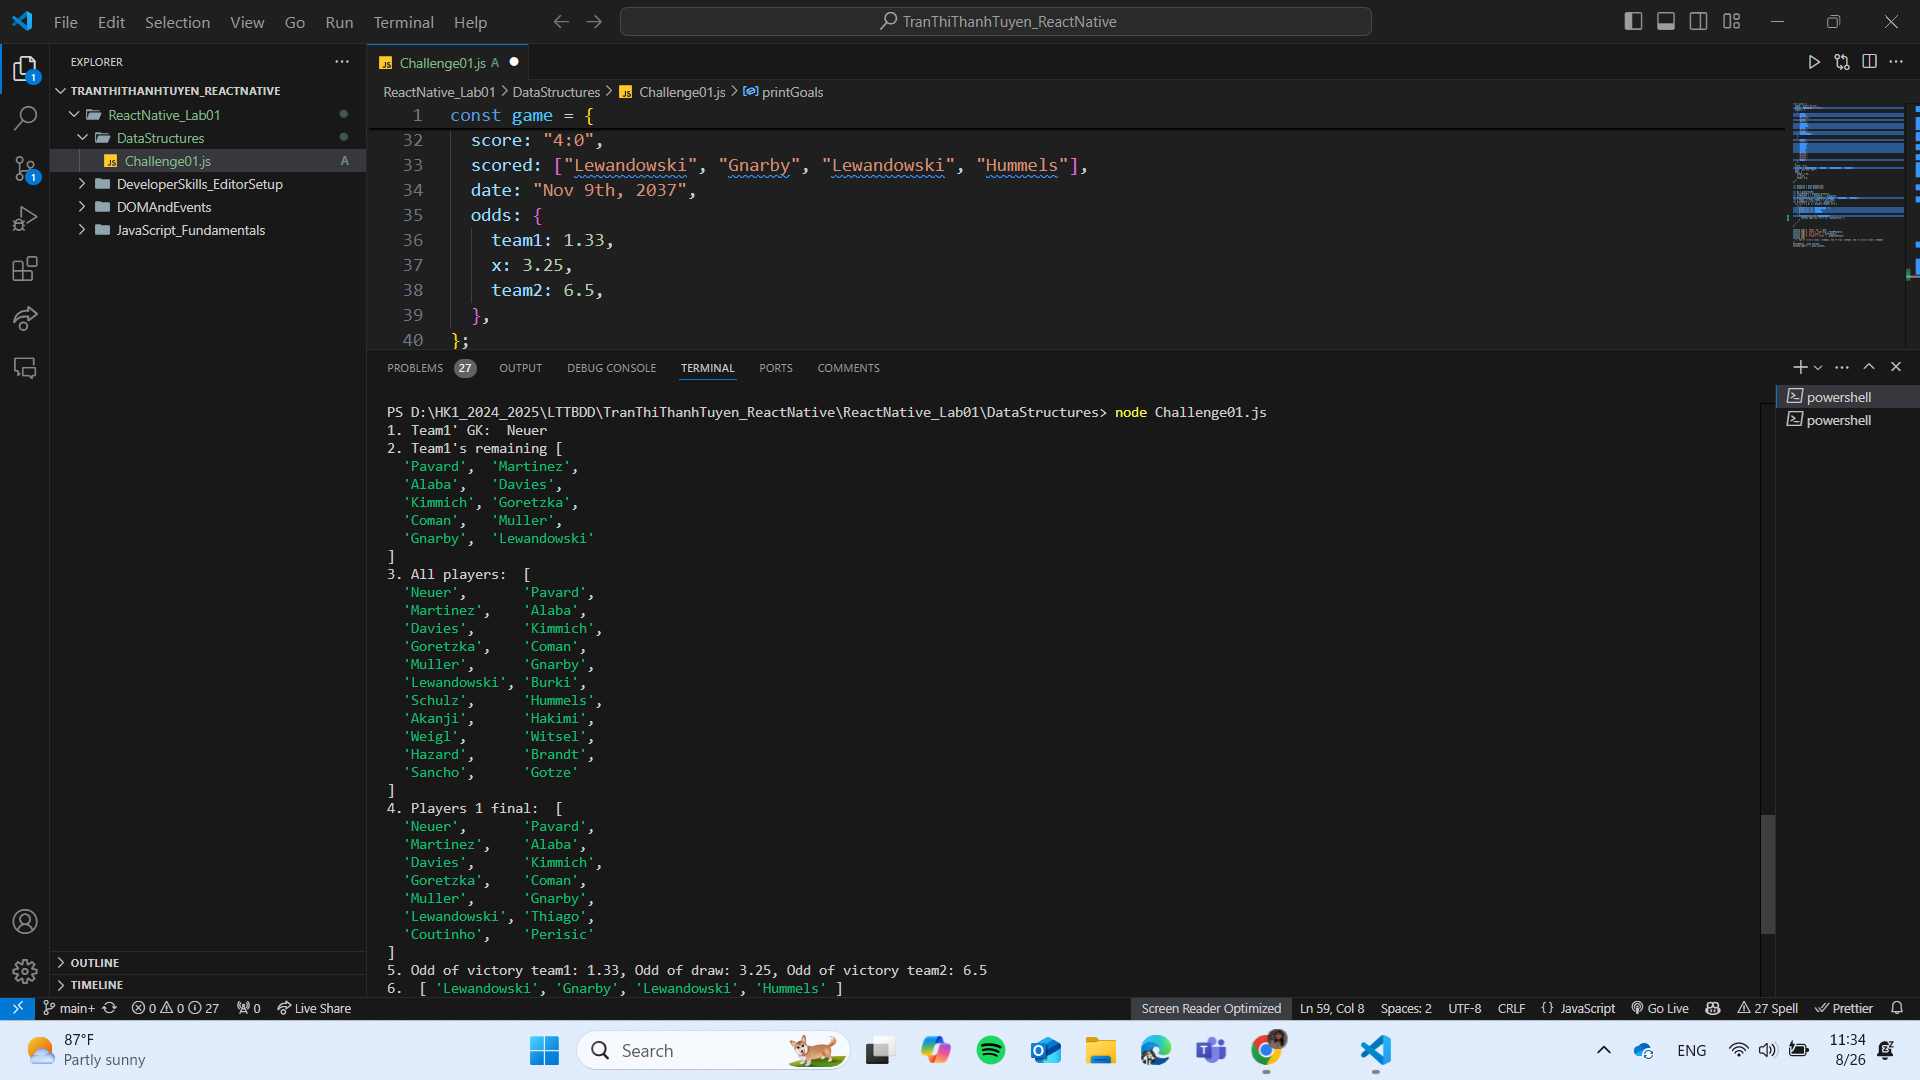 File Edit Selection View Go Run Terminal Help
TranThiThanhTuyen_ReactNative
EXPLORER
TRANTHITHANHTUYEN_REACTNATIVE
ReactNative_Lab01
DataStructures
Challenge01.js A
DeveloperSkills_EditorSetup
DOMAndEvents
JavaScript_Fundamentals
OUTLINE
TIMELINE
1
1
Challenge01.js A
ReactNative_Lab01 > DataStructures > Challenge01.js > printGoals
1 const game = {
32 score: "4:0",
33 scored: ["Lewandowski", "Gnarby", "Lewandowski", "Hummels"],
34 date: "Nov 9th, 2037",
35 odds: {
36 team1: 1.33,
37 x: 3.25,
38 team2: 6.5,
39 },
40 };
PROBLEMS 27 OUTPUT DEBUG CONSOLE TERMINAL PORTS COMMENTS
powershell
powershell
PS D:\HK1_2024_2025\LTTBDD\TranThiThanhTuyen_ReactNative\ReactNative_Lab01\DataStructures> node Challenge01.js
1. Team1' GK:  Neuer
2. Team1's remaining [
'Pavard', 'Martinez',
'Alaba', 'Davies',
'Kimmich', 'Goretzka',
'Coman', 'Muller',
'Gnarby', 'Lewandowski'
]
3. All players:  [
'Neuer', 'Pavard',
'Martinez', 'Alaba',
'Davies', 'Kimmich',
'Goretzka', 'Coman',
'Muller', 'Gnarby',
'Lewandowski', 'Burki',
'Schulz', 'Hummels',
'Akanji', 'Hakimi',
'Weigl', 'Witsel',
'Hazard', 'Brandt',
'Sancho', 'Gotze'
]
4. Players 1 final:  [
'Neuer', 'Pavard',
'Martinez', 'Alaba',
'Davies', 'Kimmich',
'Goretzka', 'Coman',
'Muller', 'Gnarby',
'Lewandowski', 'Thiago',
'Coutinho', 'Perisic'
]
5. Odd of victory team1: 1.33, Odd of draw: 3.25, Odd of victory team2: 6.5
6.  [ 'Lewandowski', 'Gnarby', 'Lewandowski', 'Hummels' ]
main+ 0 0 27 0 Live Share Screen Reader Optimized Ln 59, Col 8 Spaces: 2 UTF-8 CRLF {} JavaScript Go Live 27 Spell Prettier
87°F
Partly sunny
Search
ENG
11:34
8/26